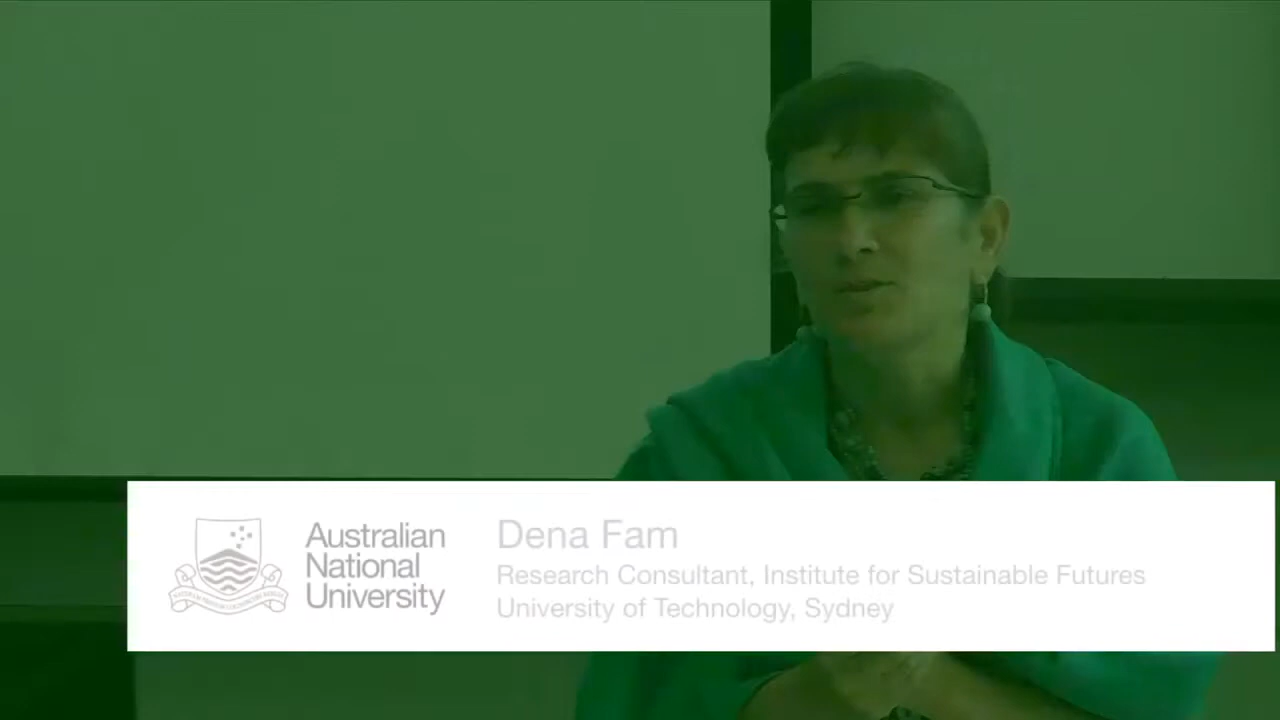 Australian
National
University
Dena Fam
Research Consultant, Institute for Sustainable Futures
University of Technology, Sydney